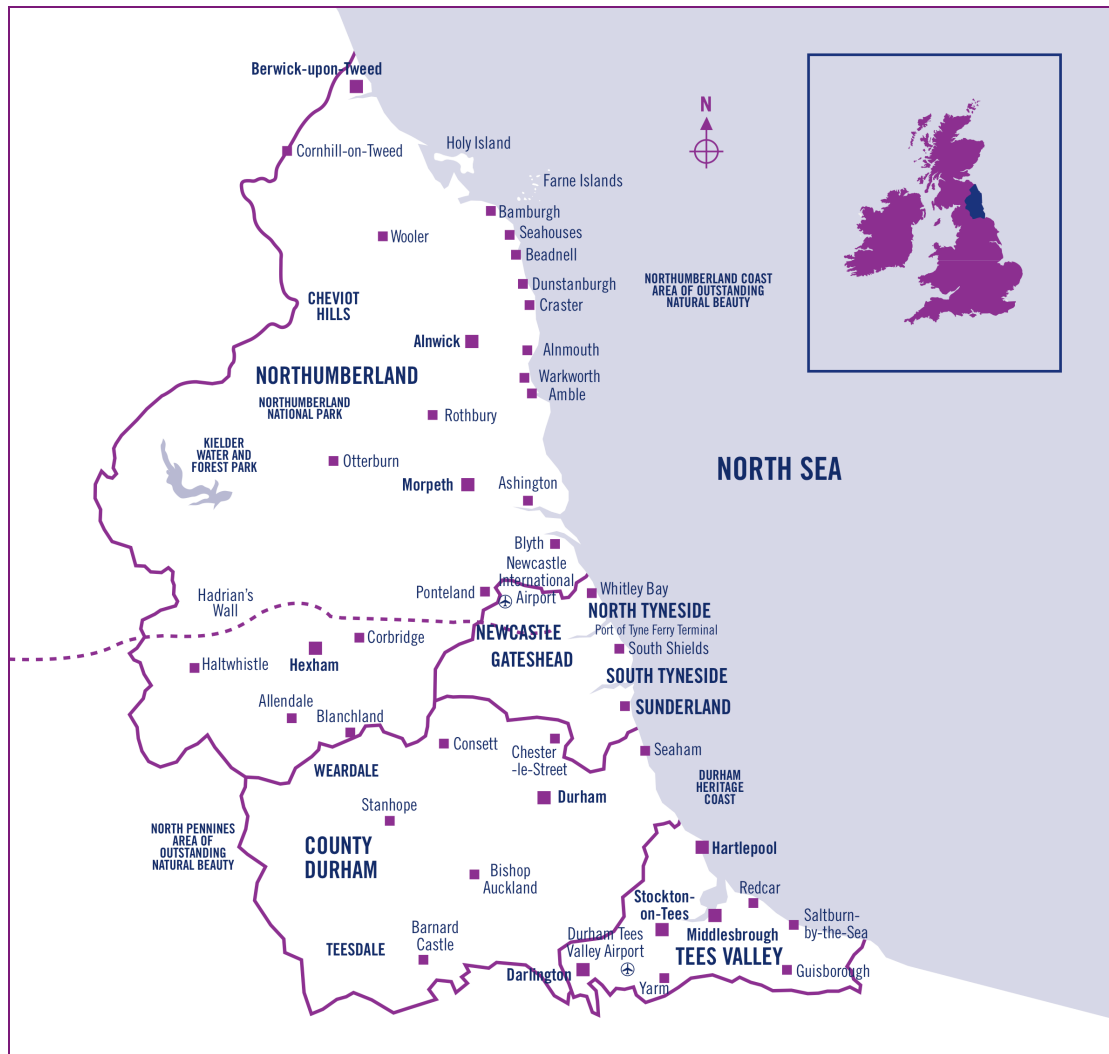 Berwick-upon-Tweed
N
Cornhill-on-Tweed
Holy Island
Farne Islands
Bamburgh
Seahouses
Wooler
Beadnell
NORTHUMBERLAND COAST
AREA OF OUTSTANDING
NATURAL BEAUTY
Dunstanburgh
CHEVIOT
HILLS
Craster
Alnwick
Alnmouth
NORTHUMBERLAND
Warkworth
Amble
NORTHUMBERLAND
NATIONAL PARK
Rothbury
KIELDER
WATER AND
FOREST PARK
Otterburn
NORTH SEA
Morpeth
Ashington
Blyth
Newcastle
International
Airport
Ponteland
Whitley Bay
Hadrian's
Wall
NORTH TYNESIDE
Port of Tyne Ferry Terminal
NEWCASTLE
Corbridge
South Shields
GATESHEAD
Hexham
Haltwhistle
SOUTH TYNESIDE
Allendale
SUNDERLAND
Blanchland
Consett
Chester
-le-Street
Seaham
WEARDALE
DURHAM
HERITAGE
COAST
Durham
Stanhope
NORTH PENNINES
AREA OF
OUTSTANDING
NATURAL BEAUTY
COUNTY
DURHAM
Hartlepool
Bishop
Auckland
Redcar
Stockton-
on-Tees
Saltburn-
by-the-Sea
Barnard
Castle
Durham Tees
Valley Airport
Middlesbrough
TEESDALE
TEES VALLEY
Darlington
Guisborough
Yarm